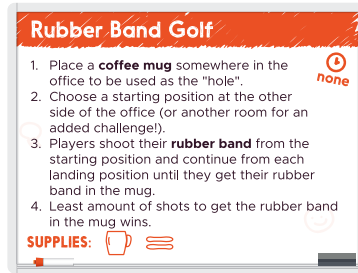 Rubber Band Golf
1. Place a coffee mug somewhere in the
office to be used as the "hole".
none
2. Choose a starting position at the other
side of the office (or another room for an
added challenge!).
3. Players shoot their rubber band from the
starting position and continue from each
landing position until they get their rubber
band in the mug.
4. Least amount of shots to get the rubber band
in the mug wins.
SUPPLIES: